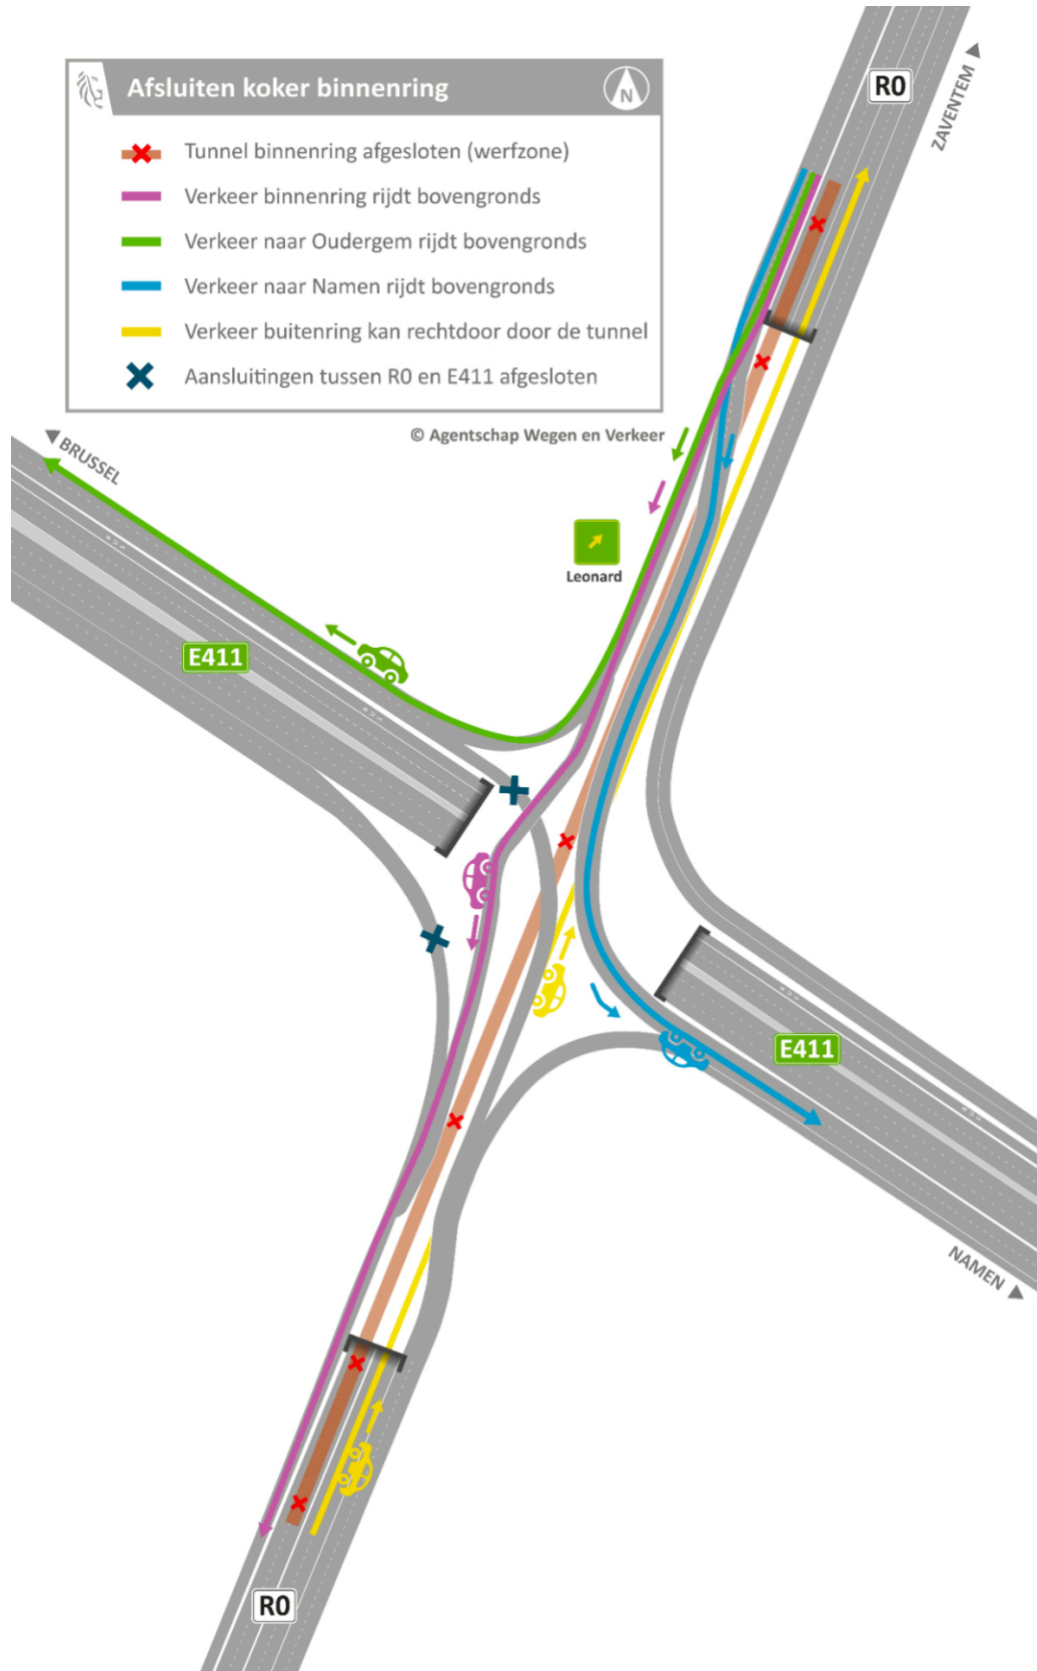 Afsluiten koker binnenring
N
Tunnel binnenring afgesloten (werfzone)
Verkeer binnenring rijdt bovengronds
Verkeer naar Oudergem rijdt bovengronds
Verkeer naar Namen rijdt bovengronds
Verkeer buitenring kan rechtdoor door de tunnel
Aansluitingen tussen R0 en E411 afgesloten
© Agentschap Wegen en Verkeer
R0
ZAVENTEM
BRUSSEL
Leonard
E411
E411
NAMEN
R0